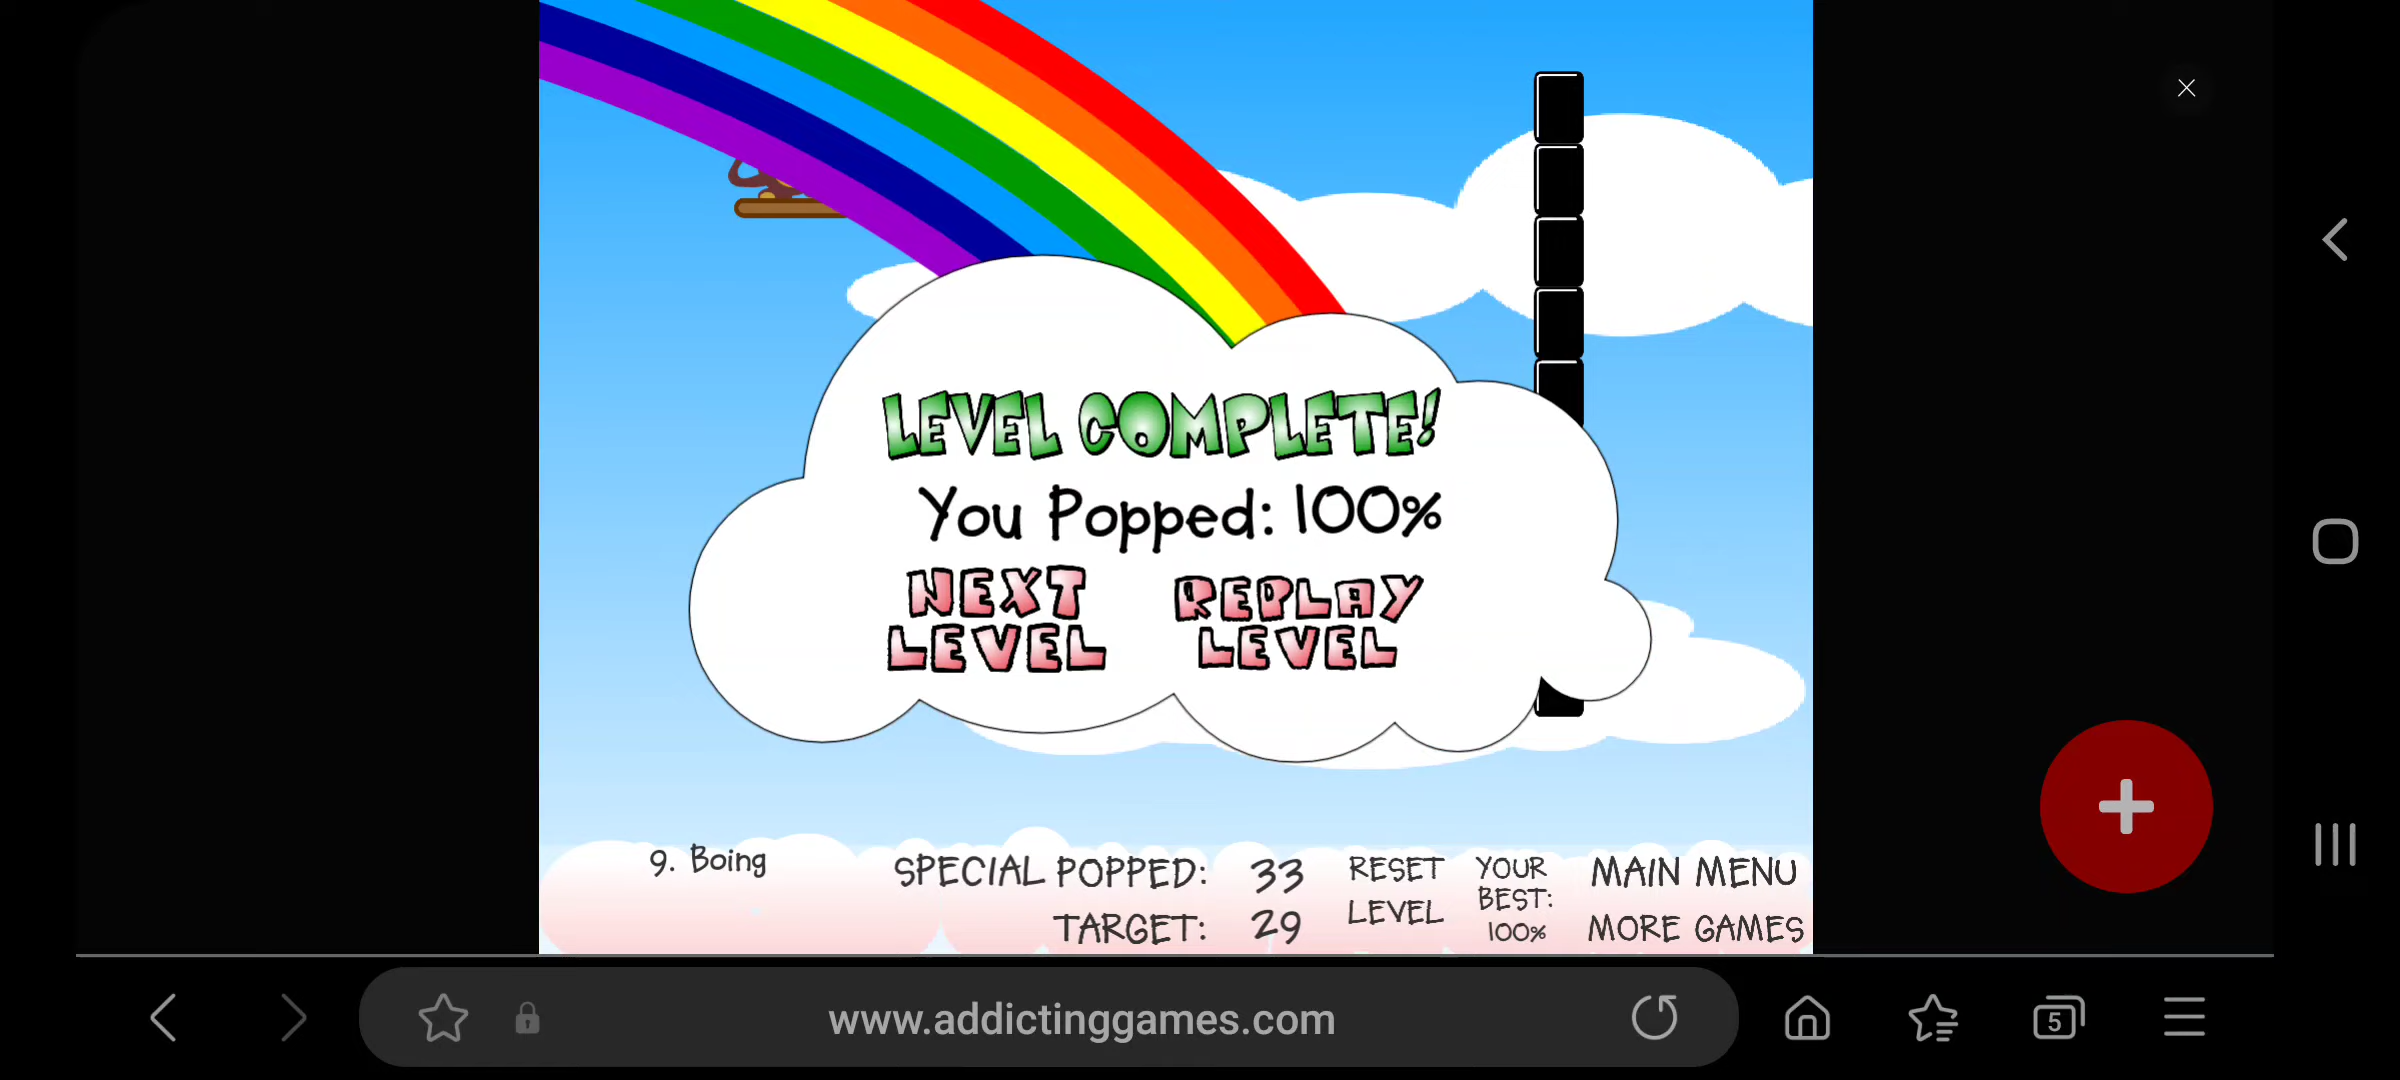 LEVEL COMPLETE!
You Popped: 100%
NEXT
LEVEL
REPLAY
LEVEL
9. Boing
SPECIAL POPPED: 33
TARGET: 29
RESET
LEVEL
YOUR
BEST:
100%
MAIN MENU
MORE GAMES
www.addictinggames.com
5